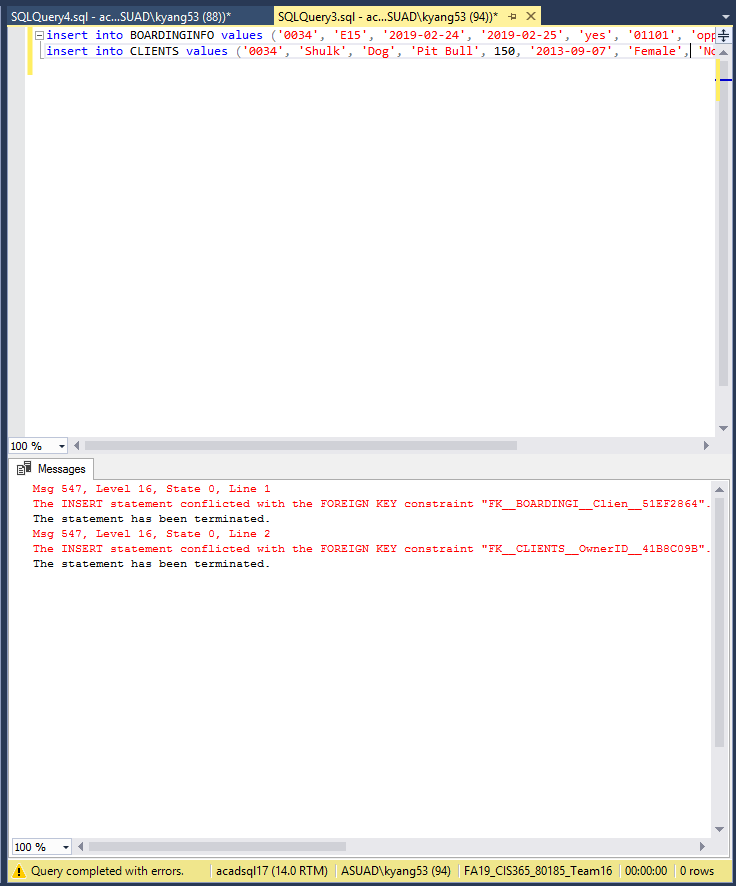 SQLQuery4.sql - ac...SUAD\kyang53 (88))*
SQLQuery3.sql - ac...SUAD\kyang53 (94))*
insert into BOARDINGINFO values ('0034', 'E15', '2019-02-24', '2019-02-25', 'yes', '01101', 'opp
insert into CLIENTS values ('0034', 'Shulk', 'Dog', 'Pit Bull', 150, '2013-09-07', 'Female', 'No
100 %
Messages
Msg 547, Level 16, State 0, Line 1
The INSERT statement conflicted with the FOREIGN KEY constraint "FK__BOARDINGI__Clien__51EF2864".
The statement has been terminated.
Msg 547, Level 16, State 0, Line 2
The INSERT statement conflicted with the FOREIGN KEY constraint "FK__CLIENTS__OwnerID__41B8C09B".
The statement has been terminated.
100 %
Query completed with errors. acadsql17 (14.0 RTM) ASUAD\kyang53 (94) FA19_CIS365_80185_Team16 00:00:00 0 rows